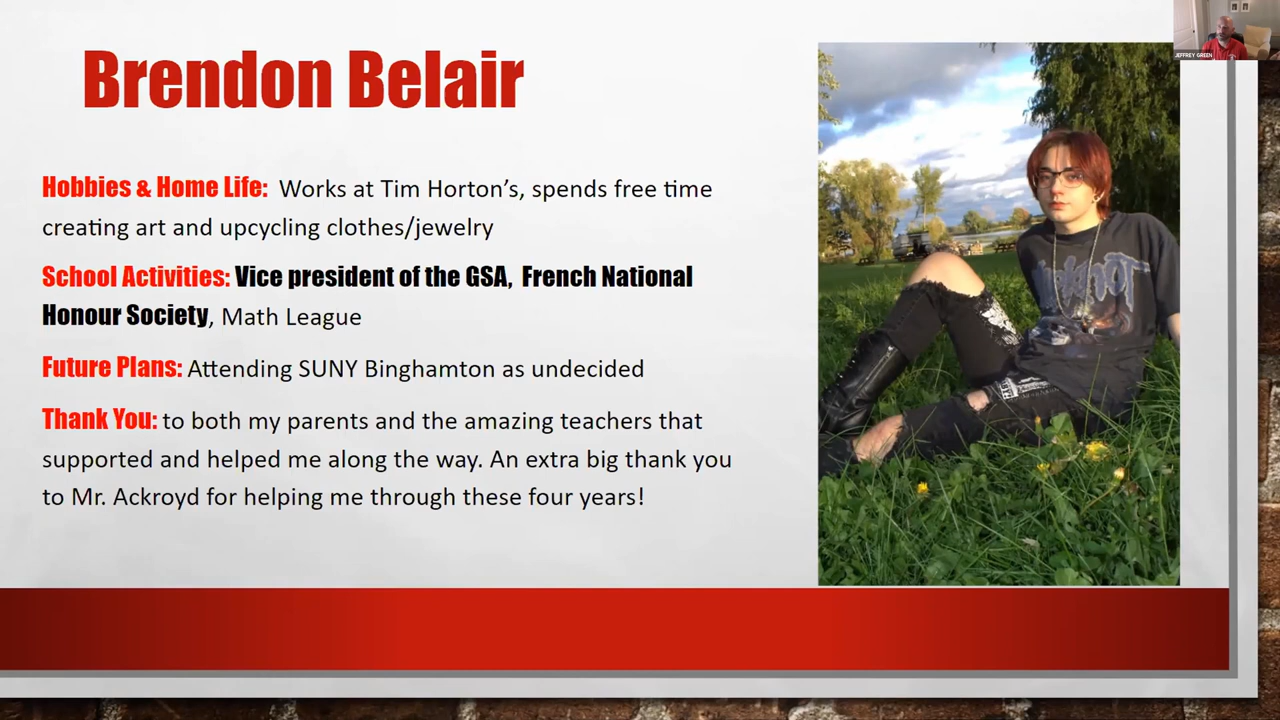 Brendon Belair
JEFFREY GREEN
Hobbies & Home Life: Works at Tim Horton's, spends free time
creating art and upcycling clothes/jewelry
School Activities: Vice president of the GSA, French National
Honour Society, Math League
Future Plans: Attending SUNY Binghamton as undecided
Thank You: to both my parents and the amazing teachers that
supported and helped me along the way. An extra big thank you
to Mr. Ackroyd for helping me through these four years!